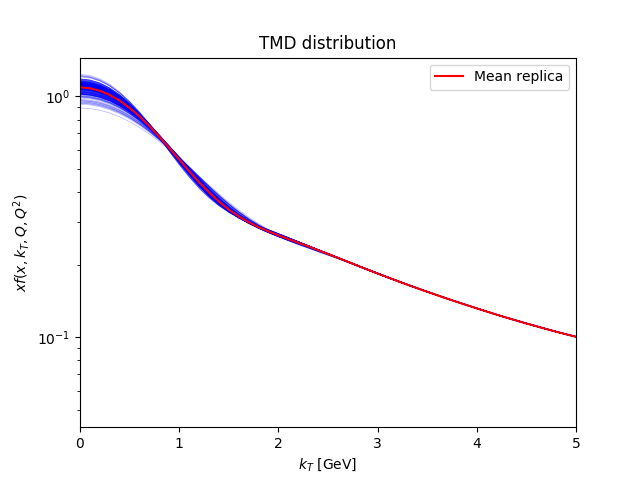 TMD distribution
Mean replica
10⁰
10⁻¹
xf(x, k_T, Q, Q²)
0 1 2 3 4 5
k_T [GeV]